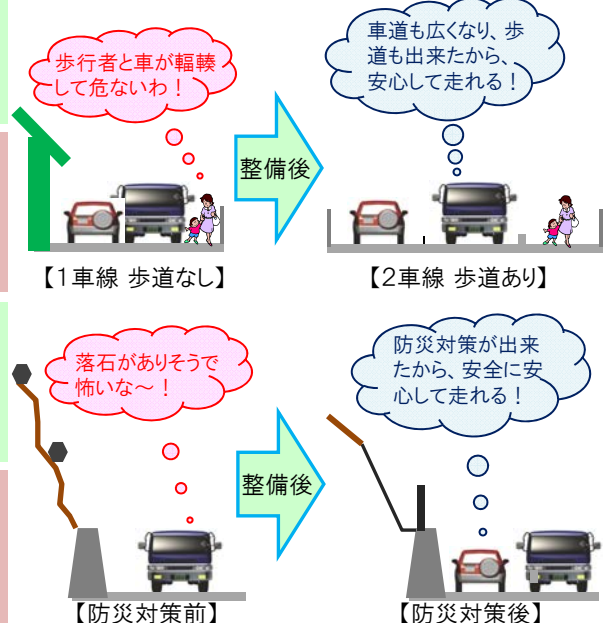 歩行者と車が輻輳
して危ないわ！
整備後
車道も広くなり、歩
道も出来たから、
安心して走れる！
【1車線 歩道なし】
【2車線 歩道あり】
落石がありそうで
怖いな～！
整備後
防災対策が出来
たから、安全に安
心して走れる！
【防災対策前】
【防災対策後】